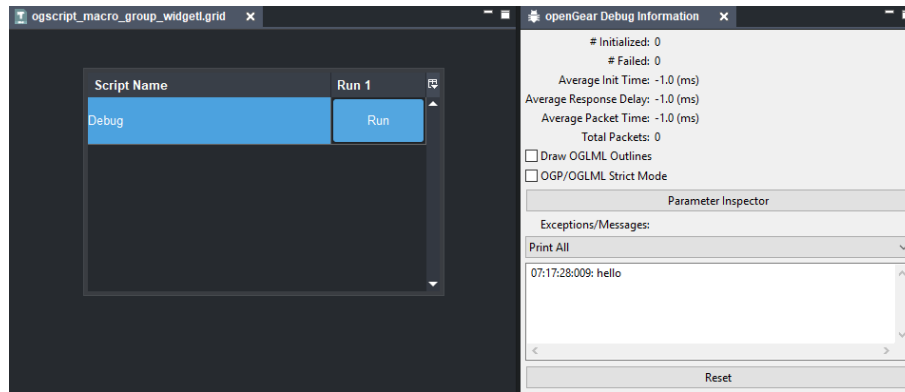 ogscript_macro_group_widgetl.grid
Script Name Run 1
Debug Run
openGear Debug Information
# Initialized: 0
# Failed: 0
Average Init Time: -1.0 (ms)
Average Response Delay: -1.0 (ms)
Average Packet Time: -1.0 (ms)
Total Packets: 0
Draw OGLML Outlines
OGP/OGLML Strict Mode
Parameter Inspector
Exceptions/Messages:
Print All
07:17:28:009: hello
Reset